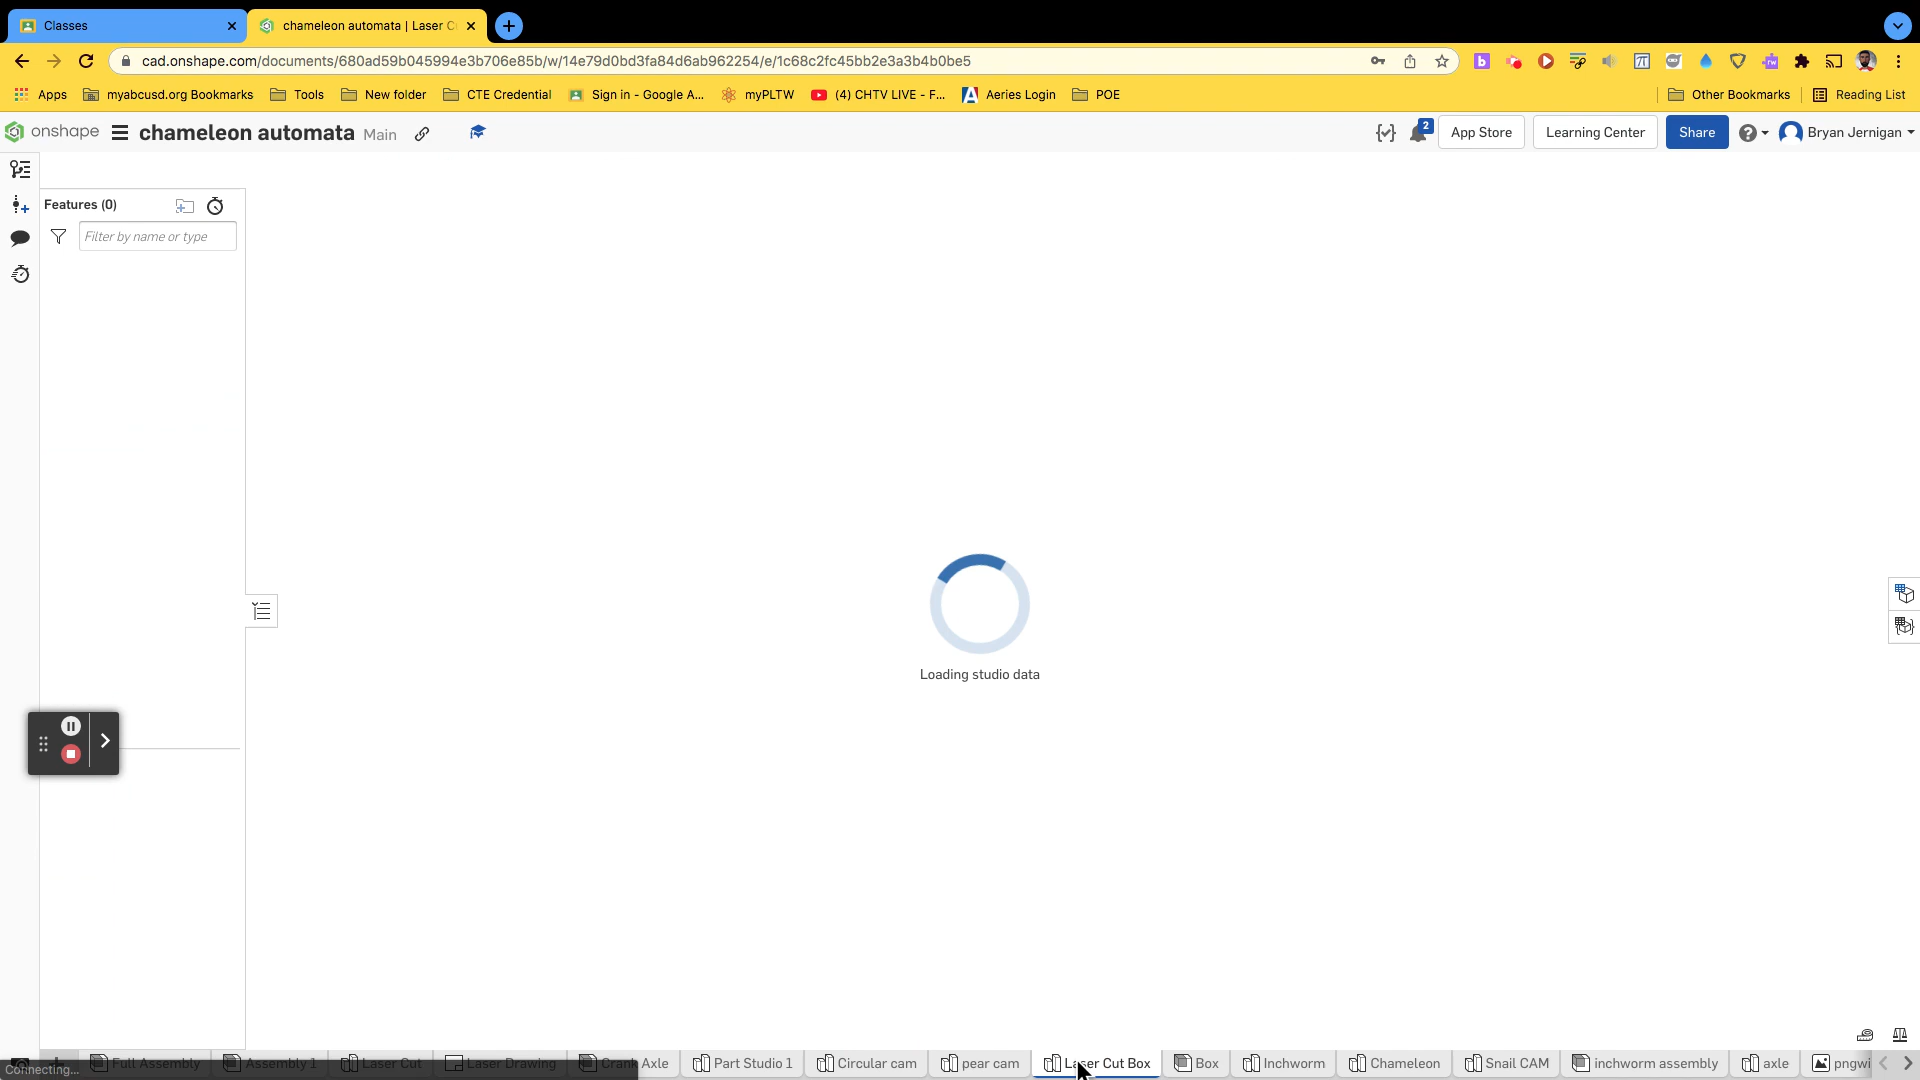 Classes
chameleon automata | Laser C
cad.onshape.com/documents/680ad59b045994e3b706e85b/w/14e79d0bd3fa84d6ab962254/e/1c68c2fc45bb2e3a3b4b0be5
Apps myabcusd.org Bookmarks Tools New folder CTE Credential Sign in - Google A... myPLTW (4) CHTV LIVE - F... Aeries Login POE Other Bookmarks Reading List
onshape chameleon automata Main 2 App Store Learning Center Share Bryan Jernigan
Features (0)
Filter by name or type
Loading studio data
Full Assembly Assembly 1 Laser Cut Laser Drawing Crank Axle Part Studio 1 Circular cam pear cam Laser Cut Box Box Inchworm Chameleon Snail CAM inchworm assembly axle pngwi
Connecting...